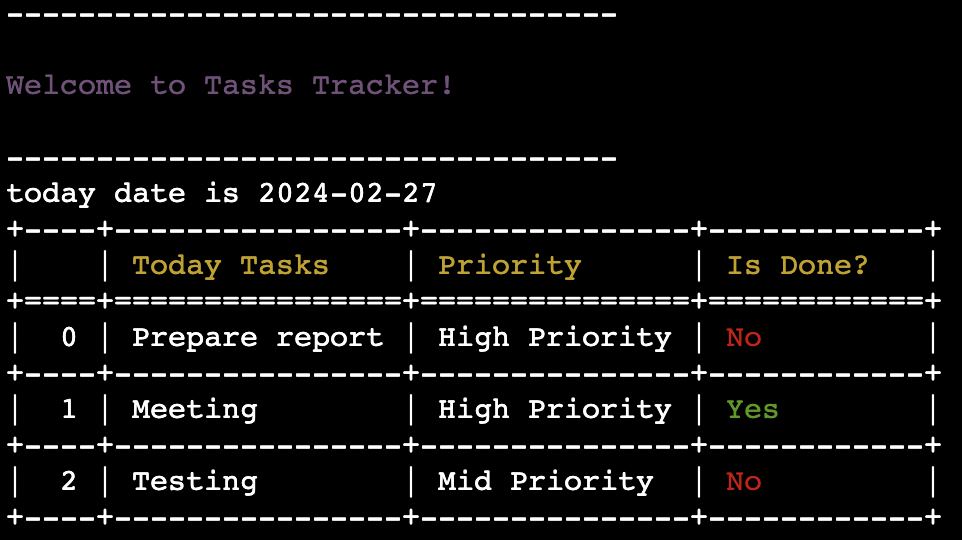 ----------------------------------
Welcome to Tasks Tracker!
----------------------------------
today date is 2024-02-27
+----+----------------+---------------+------------+
|    | Today Tasks    | Priority      | Is Done?   |
+====+================+===============+============+
|  0 | Prepare report | High Priority | No         |
+----+----------------+---------------+------------+
|  1 | Meeting        | High Priority | Yes        |
+----+----------------+---------------+------------+
|  2 | Testing        | Mid Priority  | No         |
+----+----------------+---------------+------------+